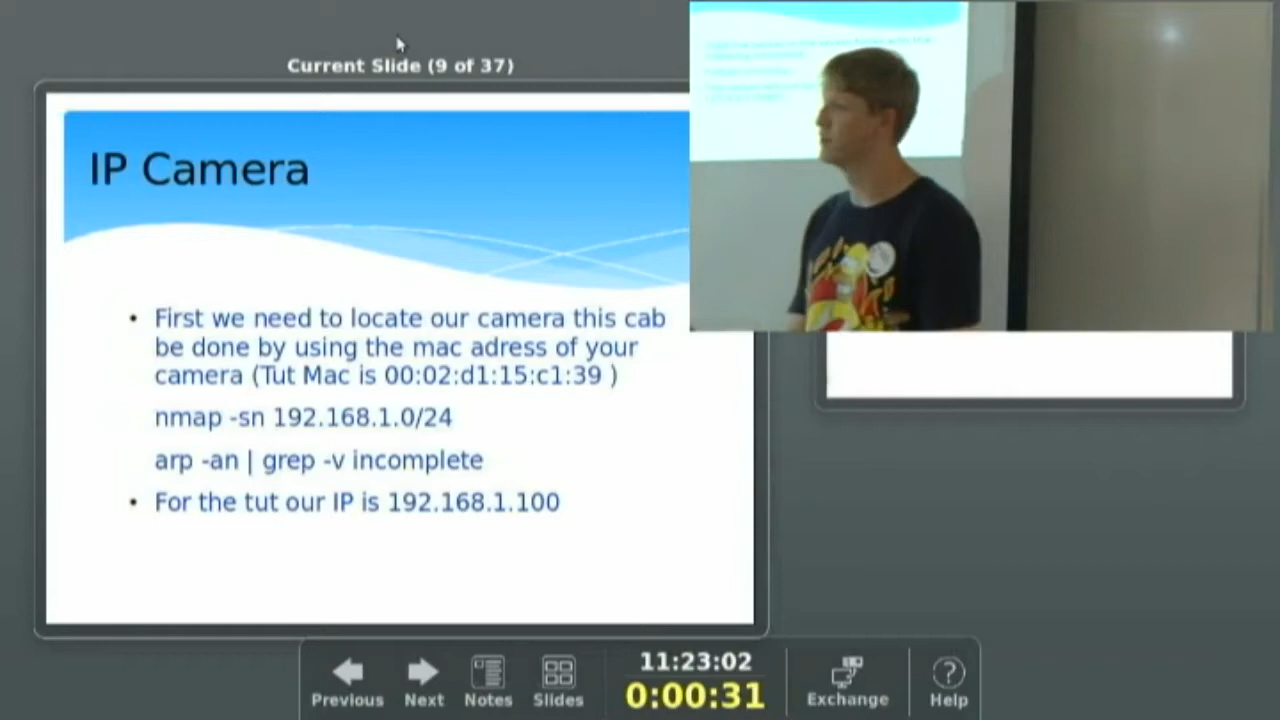 Current Slide (9 of 37)
IP Camera
• First we need to locate our camera this cab
be done by using the mac adress of your
camera (Tut Mac is 00:02:d1:15:c1:39 )
nmap -sn 192.168.1.0/24
arp -an | grep -v incomplete
• For the tut our IP is 192.168.1.100
Previous
Next
Notes
Slides
11:23:02
0:00:31
Exchange
Help